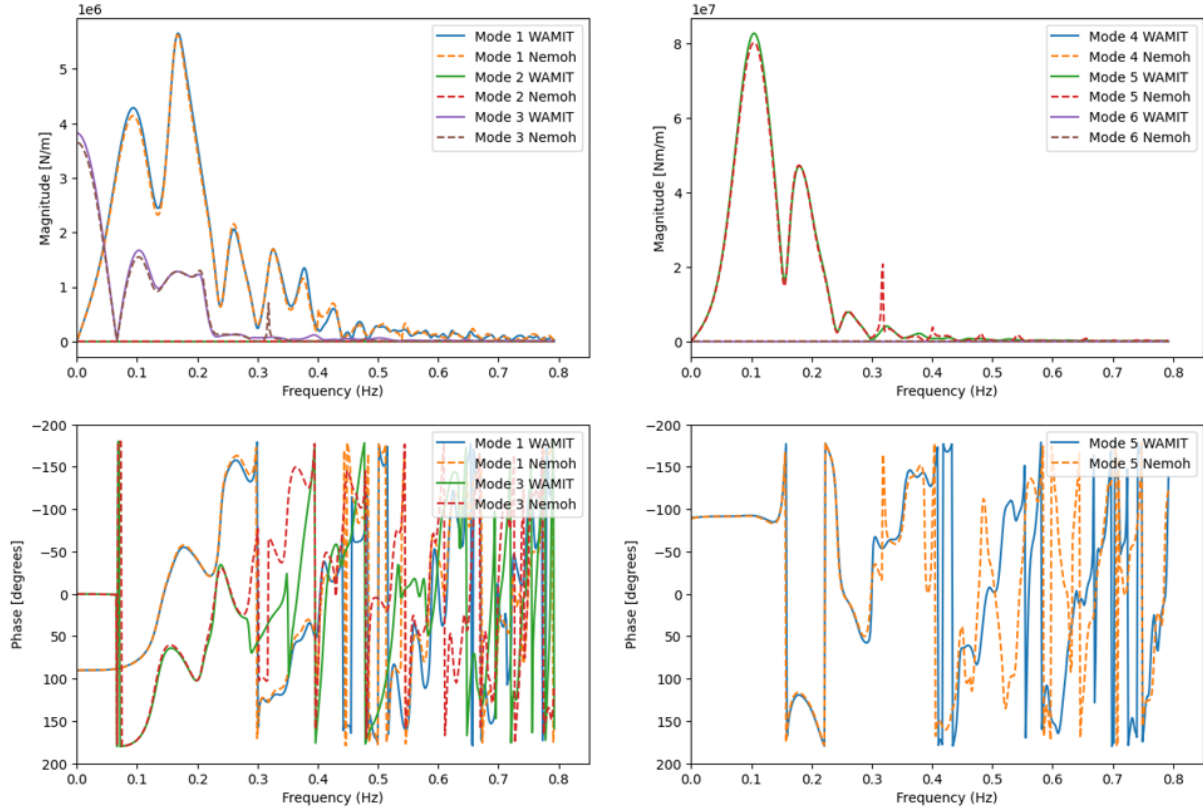 1e6
5
4
3
2
1
0
Magnitude [N/m]
Mode 1 WAMIT
Mode 1 Nemoh
Mode 2 WAMIT
Mode 2 Nemoh
Mode 3 WAMIT
Mode 3 Nemoh
0.0 0.1 0.2 0.3 0.4 0.5 0.6 0.7 0.8
Frequency (Hz)
1e7
8
6
4
2
0
Magnitude [Nm/m]
Mode 4 WAMIT
Mode 4 Nemoh
Mode 5 WAMIT
Mode 5 Nemoh
Mode 6 WAMIT
Mode 6 Nemoh
0.0 0.1 0.2 0.3 0.4 0.5 0.6 0.7 0.8
Frequency (Hz)
−200
−150
−100
−50
0
50
100
150
200
Phase [degrees]
Mode 1 WAMIT
Mode 1 Nemoh
Mode 3 WAMIT
Mode 3 Nemoh
0.0 0.1 0.2 0.3 0.4 0.5 0.6 0.7 0.8
Frequency (Hz)
−200
−150
−100
−50
0
50
100
150
200
Phase [degrees]
Mode 5 WAMIT
Mode 5 Nemoh
0.0 0.1 0.2 0.3 0.4 0.5 0.6 0.7 0.8
Frequency (Hz)